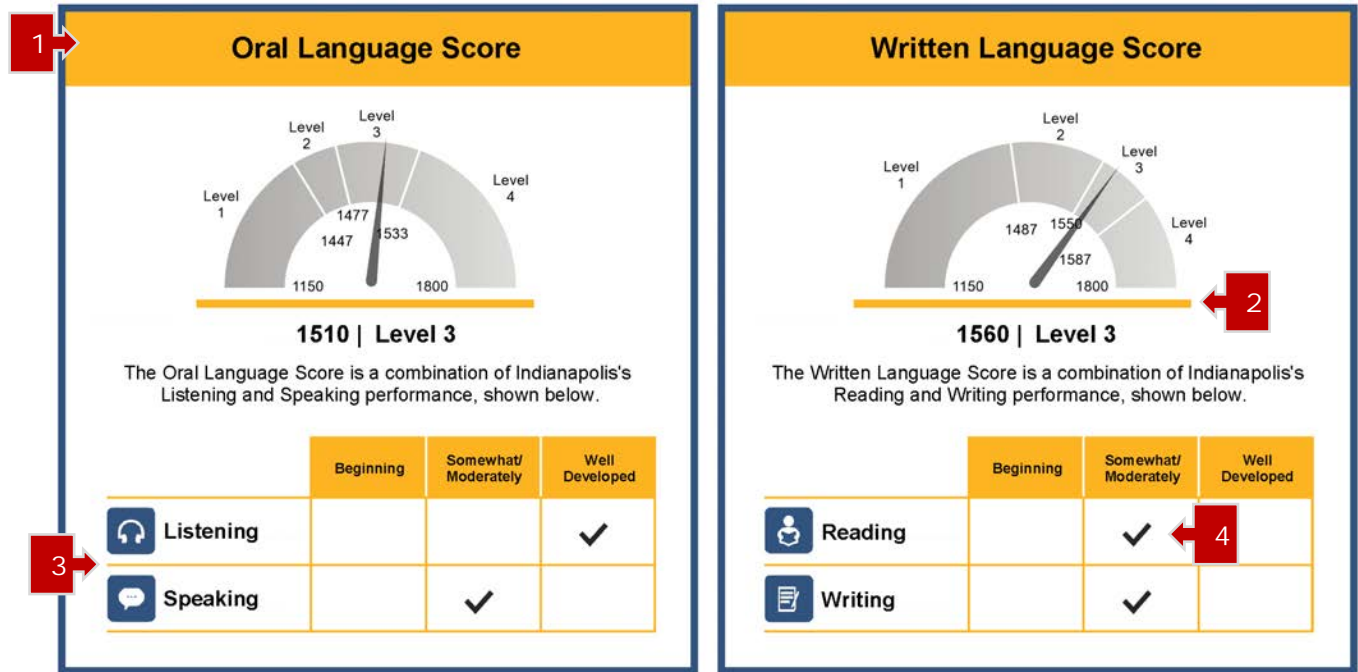 1
Oral Language Score
Level
1
Level
2
Level
3
Level
4
1150
1447
1477
1533
1800
1510 | Level 3
The Oral Language Score is a combination of Indianapolis's
Listening and Speaking performance, shown below.
Beginning
Somewhat/
Moderately
Well
Developed
3
Listening
Speaking
Written Language Score
Level
1
Level
2
Level
3
Level
4
1150
1487
1550
1587
1800
2
1560 | Level 3
The Written Language Score is a combination of Indianapolis's
Reading and Writing performance, shown below.
Beginning
Somewhat/
Moderately
Well
Developed
Reading
4
Writing